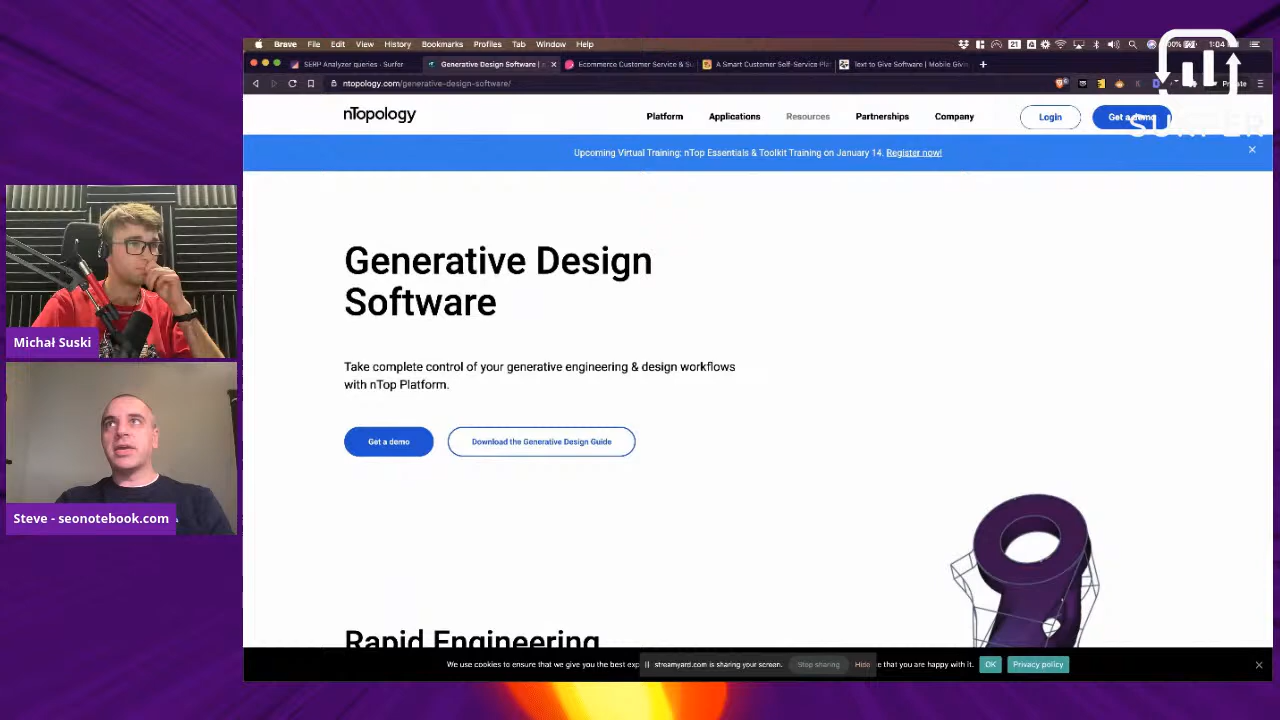 Brave File Edit View History Bookmarks Profiles Tab Window Help
21
1:04
SERP Analyzer queries · Surfer
Generative Design Software |
Ecommerce Customer Service & Su
A Smart Customer Self-Service Pla
Text to Give Software | Mobile Givi
ntopology.com/generative-design-software/
Private
nTopology
Platform Applications Resources Partnerships Company
Login
Get a demo
SURFER
Upcoming Virtual Training: nTop Essentials & Toolkit Training on January 14. Register now!
Generative Design
Software
Take complete control of your generative engineering & design workflows
with nTop Platform.
Get a demo
Download the Generative Design Guide
Rapid Engineering
We use cookies to ensure that we give you the best exp
streamyard.com is sharing your screen.
Stop sharing
Hide
e that you are happy with it.
OK
Privacy policy
Michał Suski
Steve - seonotebook.com